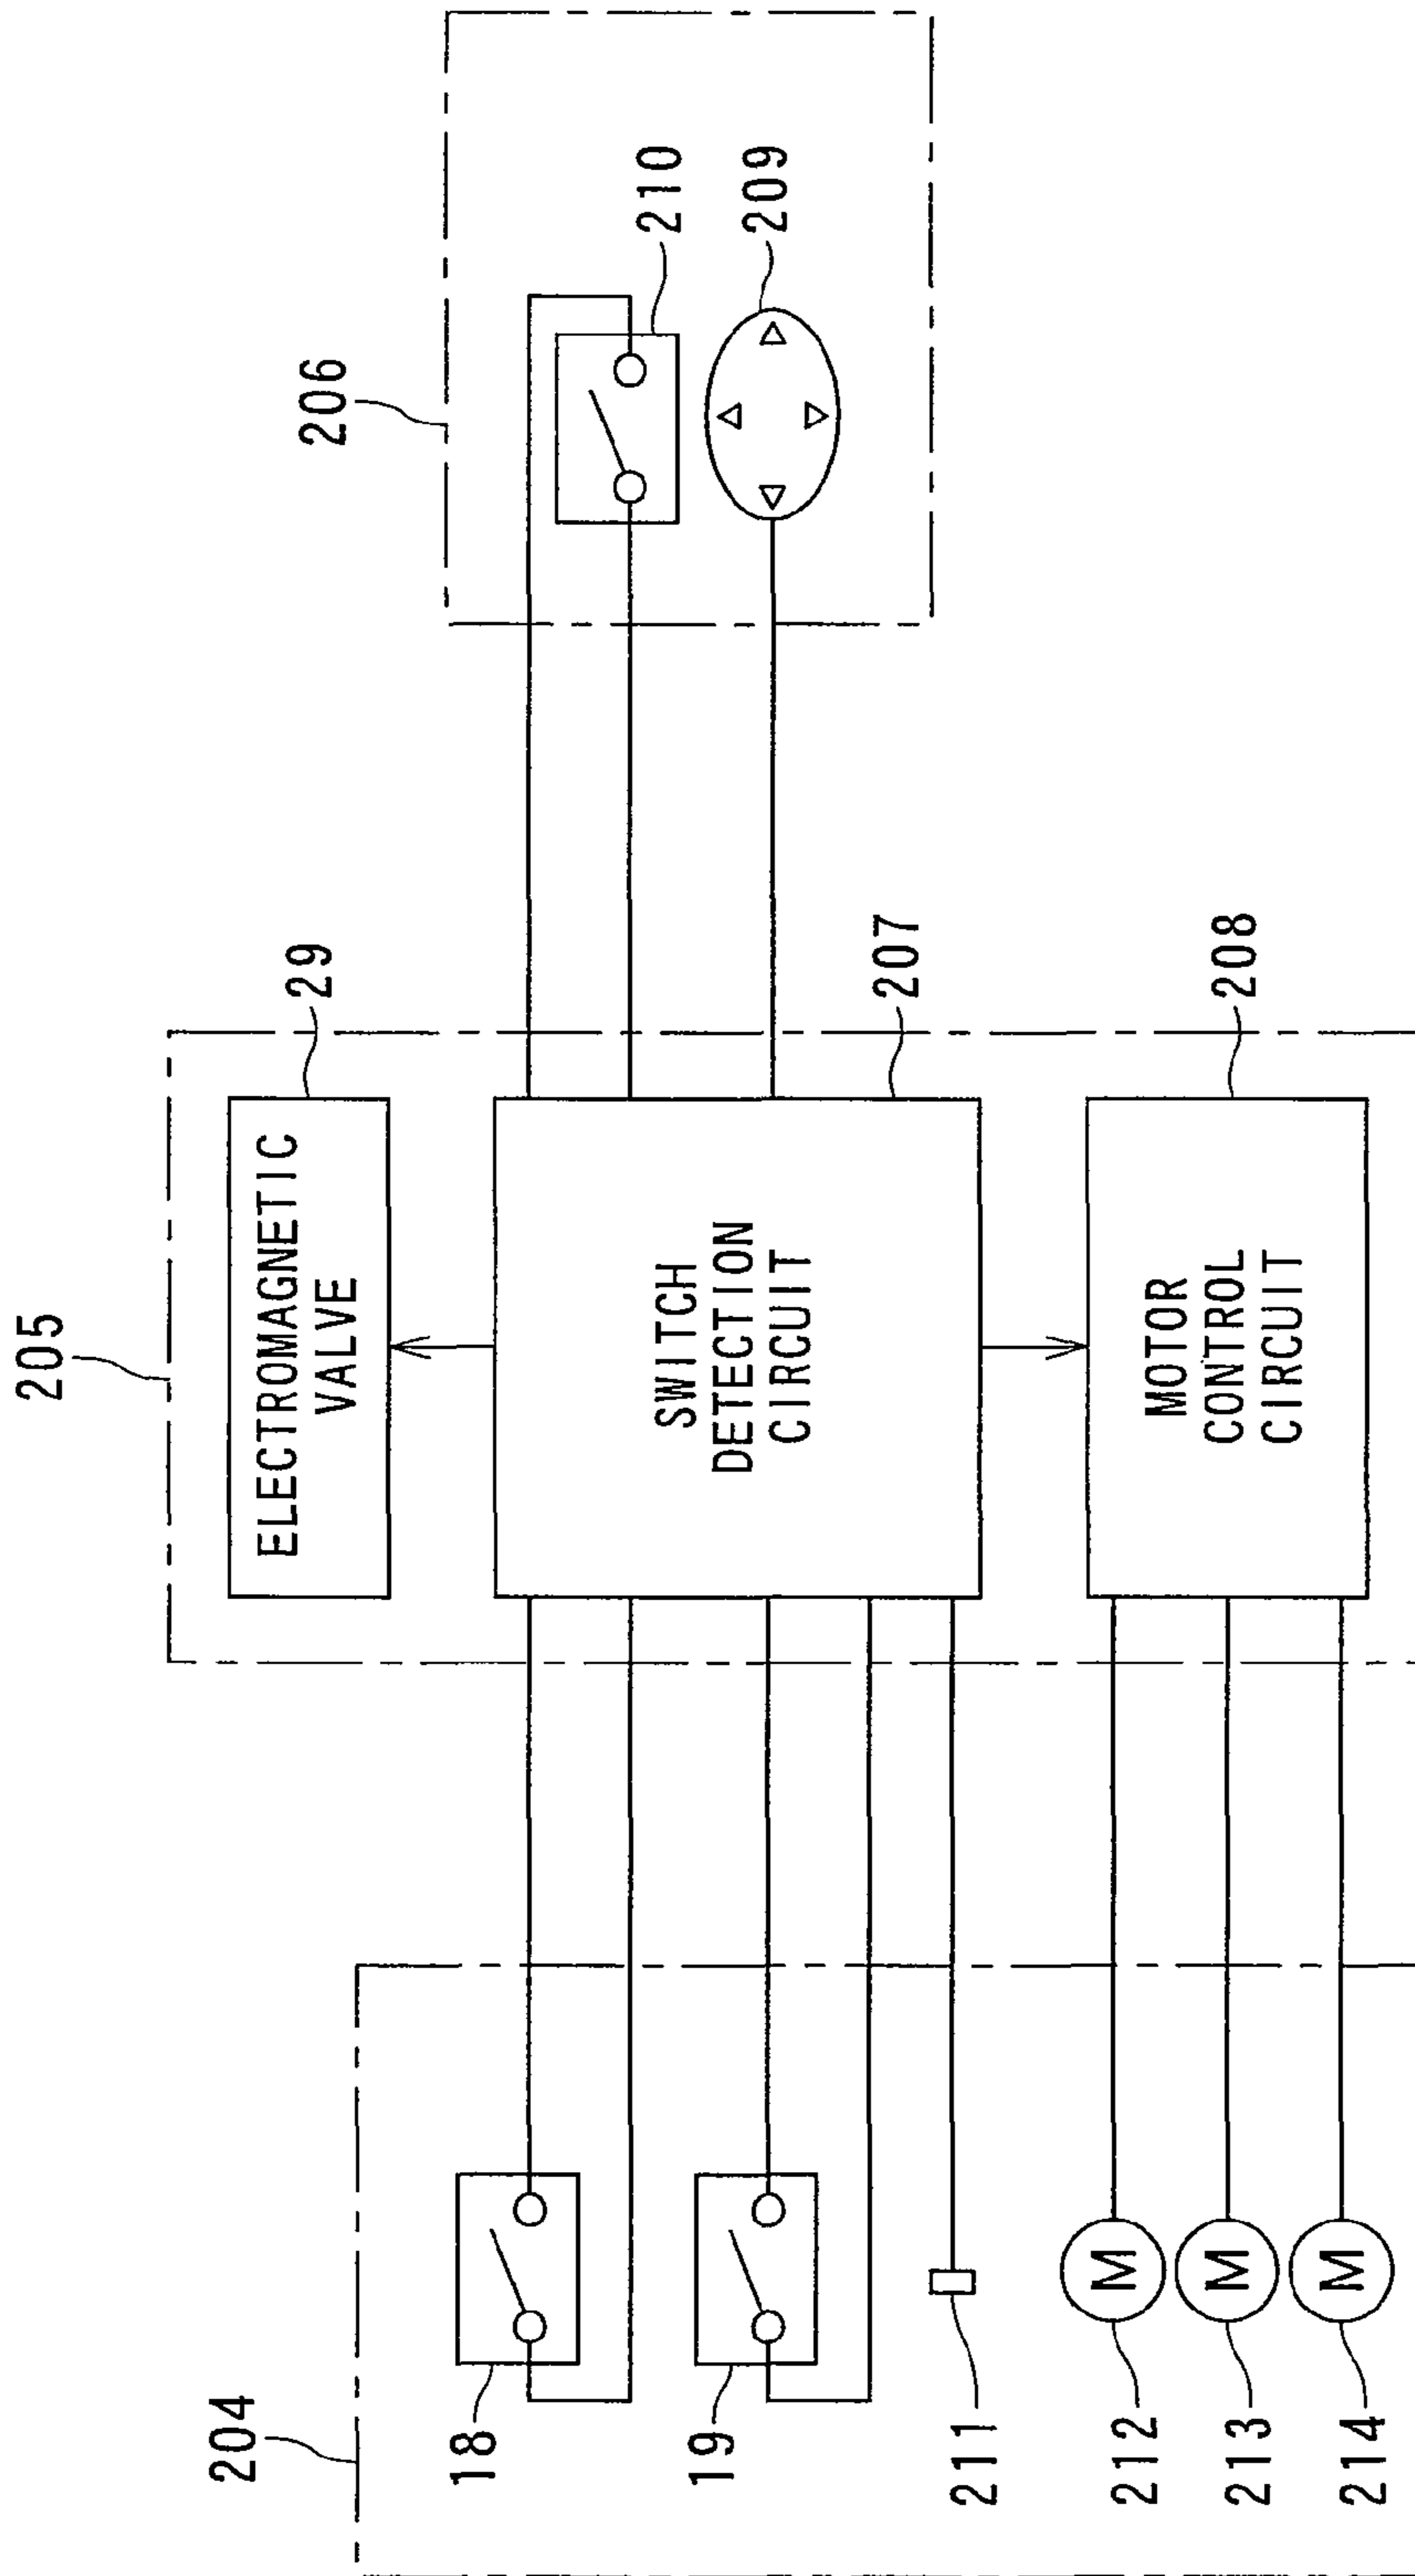 204
205
206
18
19
211
212
213
214
M
M
M
ELECTROMAGNETIC
VALVE
29
SWITCH
DETECTION
CIRCUIT
207
MOTOR
CONTROL
CIRCUIT
208
210
209